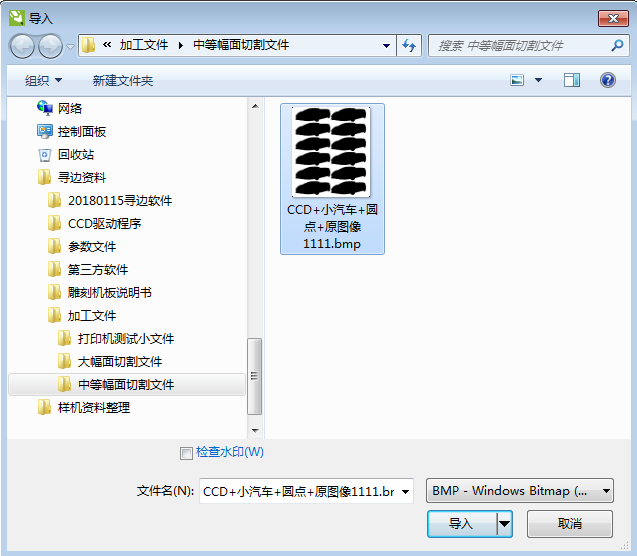 导入
« 加工文件 ▸ 中等幅面切割文件
搜索 中等幅面切割文件
组织 新建文件夹
网络
控制面板
回收站
寻边资料
20180115寻边软件
CCD驱动程序
参数文件
第三方软件
雕刻机板说明书
加工文件
打印机测试小文件
大幅面切割文件
中等幅面切割文件
样机资料整理
CCD+小汽车+圆
点+原图像
1111.bmp
检查水印(W)
文件名(N): CCD+小汽车+圆点+原图像1111.br
BMP - Windows Bitmap (...
导入 取消